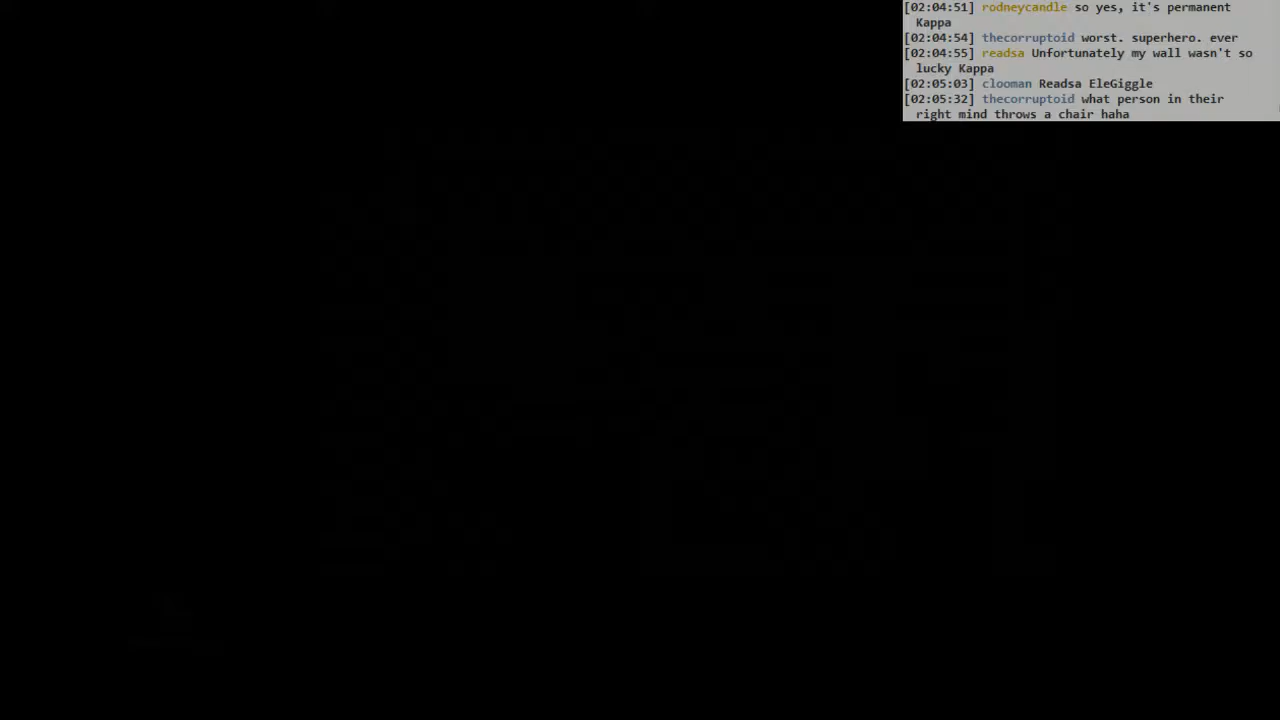 [02:04:51] rodneycandle so yes, it's permanent
Kappa
[02:04:54] thecorruptoid worst. superhero. ever
[02:04:55] readsa Unfortunately my wall wasn't so
lucky Kappa
[02:05:03] clooman Readsa EleGiggle
[02:05:32] thecorruptoid what person in their
right mind throws a chair haha